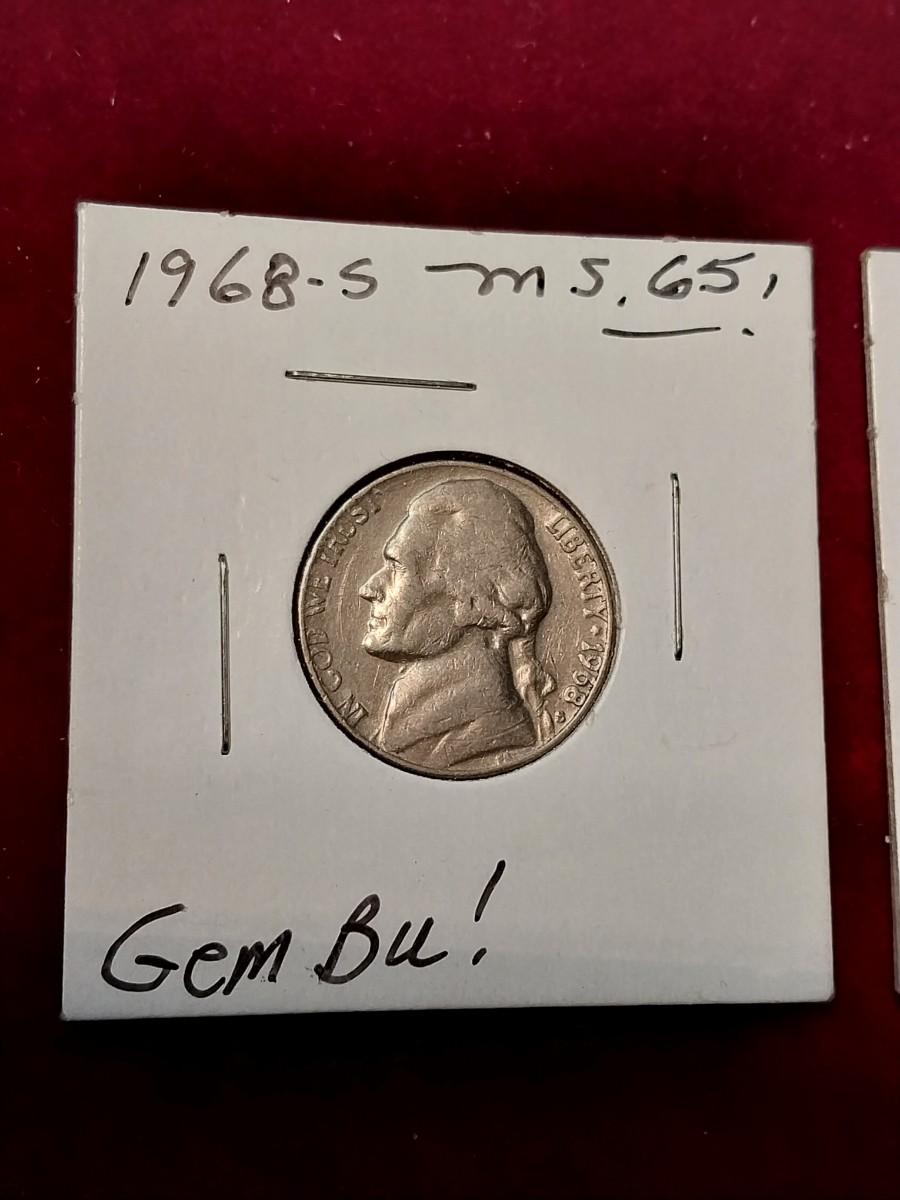 1968-S MS.65!
IN GOD WE TRUST
LIBERTY • 1968
Gem Bu!